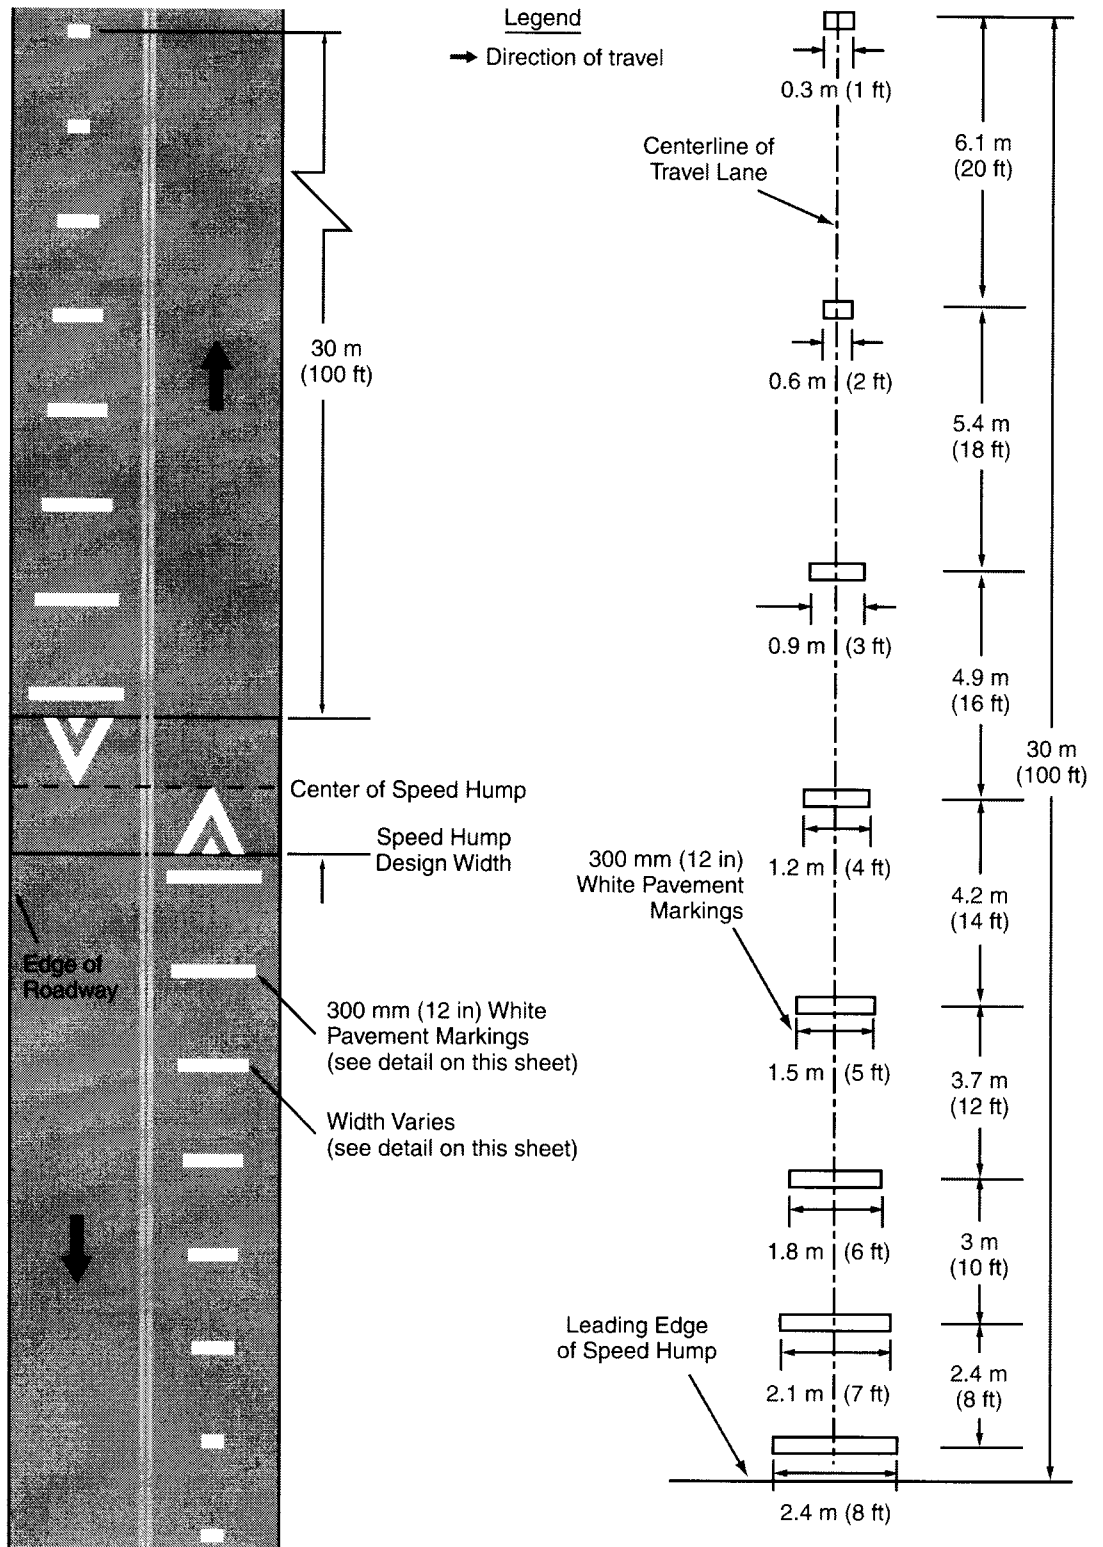 Legend
Direction of travel
30 m
(100 ft)
Center of Speed Hump
Speed Hump
Design Width
Edge of
Roadway
300 mm (12 in) White
Pavement Markings
(see detail on this sheet)
Width Varies
(see detail on this sheet)
0.3 m (1 ft)
Centerline of
Travel Lane
6.1 m
(20 ft)
0.6 m (2 ft)
5.4 m
(18 ft)
0.9 m (3 ft)
4.9 m
(16 ft)
30 m
(100 ft)
1.2 m (4 ft)
300 mm (12 in)
White Pavement
Markings
4.2 m
(14 ft)
1.5 m (5 ft)
3.7 m
(12 ft)
1.8 m (6 ft)
3 m
(10 ft)
Leading Edge
of Speed Hump
2.1 m (7 ft)
2.4 m
(8 ft)
2.4 m (8 ft)